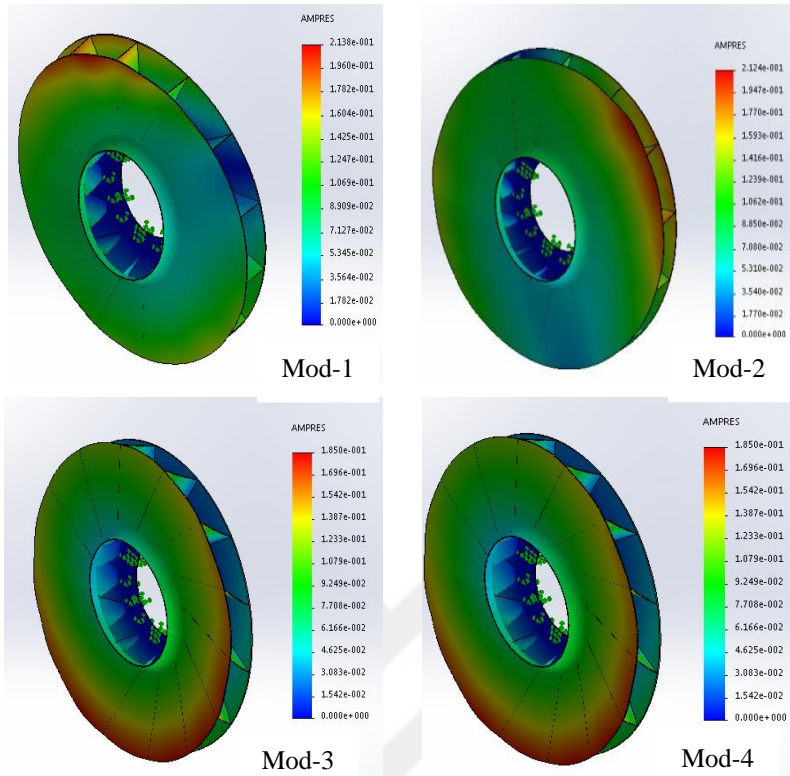 AMPRES
2.138e-001
1.960e-001
1.782e-001
1.604e-001
1.425e-001
1.247e-001
1.069e-001
8.909e-002
7.127e-002
5.345e-002
3.564e-002
1.782e-002
0.000e+000
Mod-1
AMPRES
2.124e-001
1.947e-001
1.770e-001
1.593e-001
1.416e-001
1.239e-001
1.062e-001
8.850e-002
7.080e-002
5.310e-002
3.540e-002
1.770e-002
0.000e+000
Mod-2
AMPRES
1.850e-001
1.696e-001
1.542e-001
1.387e-001
1.233e-001
1.079e-001
9.249e-002
7.708e-002
6.166e-002
4.625e-002
3.083e-002
1.542e-002
0.000e+000
Mod-3
AMPRES
1.850e-001
1.696e-001
1.542e-001
1.387e-001
1.233e-001
1.079e-001
9.249e-002
7.708e-002
6.166e-002
4.625e-002
3.083e-002
1.542e-002
0.000e+000
Mod-4